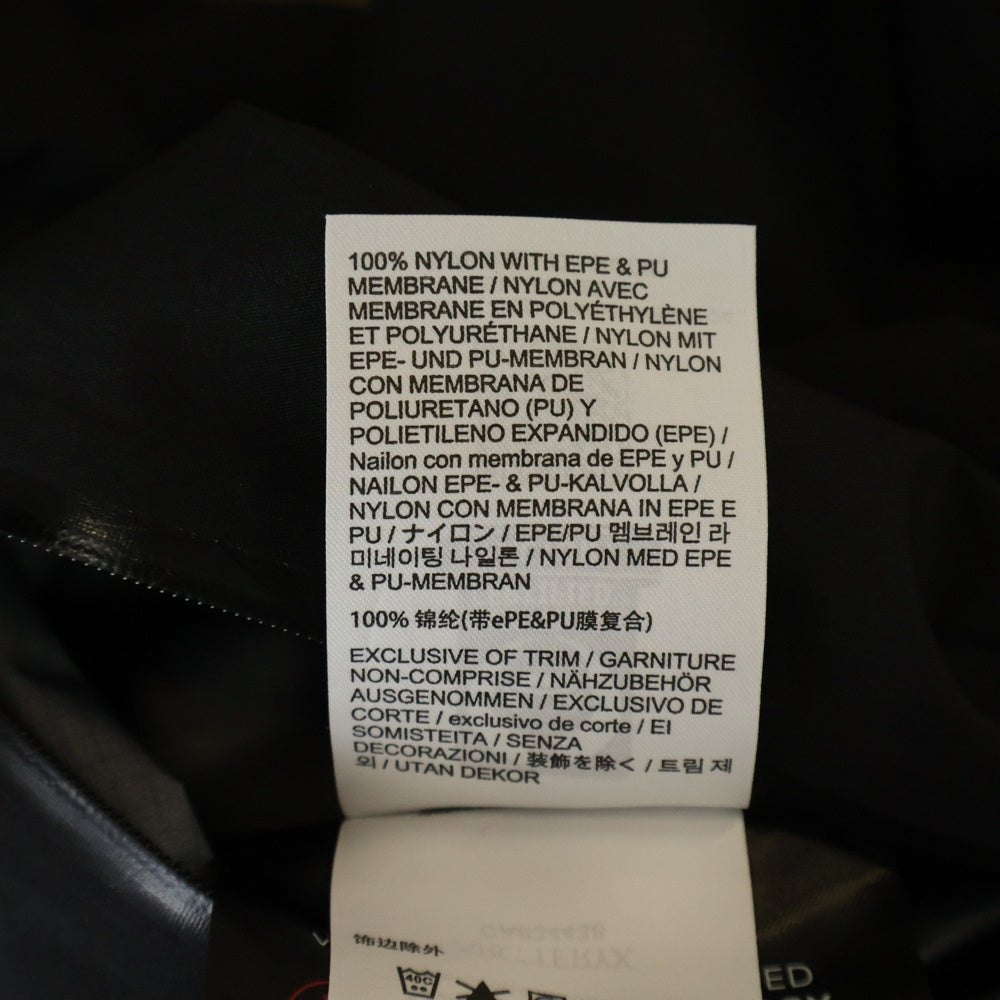 100% NYLON WITH EPE & PU
MEMBRANE / NYLON AVEC
MEMBRANE EN POLYÉTHYLÈNE
ET POLYURÉTHANE / NYLON MIT
EPE- UND PU-MEMBRAN / NYLON
CON MEMBRANA DE
POLIURETANO (PU) Y
POLIETILENO EXPANDIDO (EPE) /
Nailon con membrana de EPE y PU /
NAILON EPE- & PU-KALVOLLA /
NYLON CON MEMBRANA IN EPE E
PU / ナイロン / EPE/PU 멤브레인 라
미네이팅 나일론 / NYLON MED EPE
& PU-MEMBRAN
100% 锦纶(带ePE&PU膜复合)
EXCLUSIVE OF TRIM / GARNITURE
NON-COMPRISE / NÄHZUBEHÖR
AUSGENOMMEN / EXCLUSIVO DE
CORTE / exclusivo de corte / EI
SOMISTEITA / SENZA
DECORAZIONI / 装飾を除く / 트림 제
외 / UTAN DEKOR
饰边除外
40C
ED